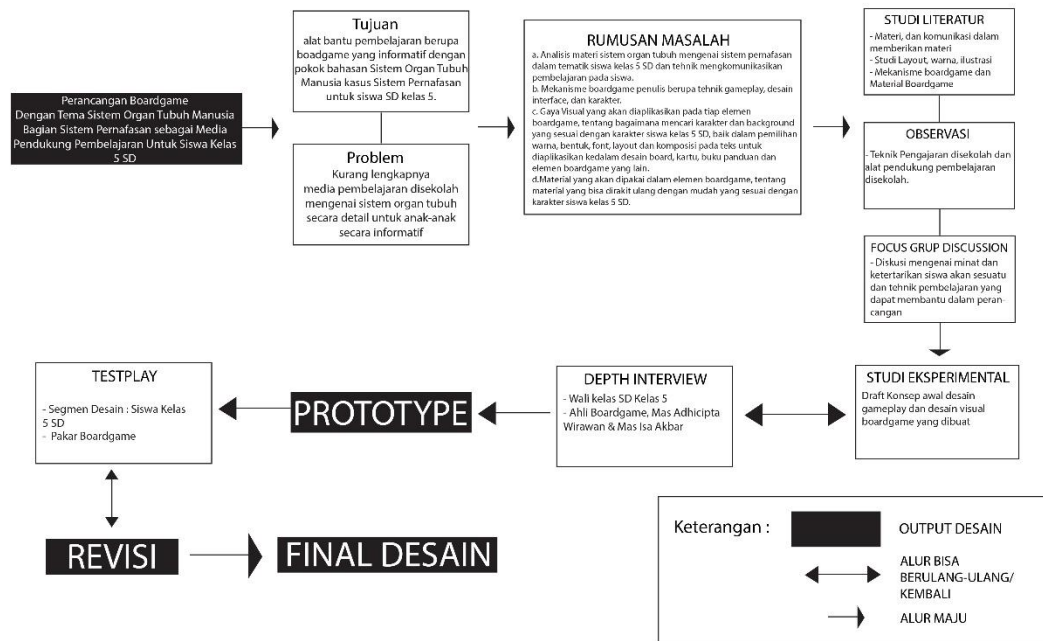 Perancangan Boardgame
Dengan Tema Sistem Organ Tubuh Manusia
Bagian Sistem Pernafasan sebagai Media
Pendukung Pembelajaran Untuk Siswa Kelas
5 SD
Tujuan
alat bantu pembelajaran berupa
boadgame yang informatif dengan
pokok bahasan Sistem Organ Tubuh
Manusia kasus Sistem Pernafasan
untuk siswa SD kelas 5.
Problem
Kurang lengkapnya
media pembelajaran disekolah
mengenai sistem organ tubuh
secara detail untuk anak-anak
secara informatif
RUMUSAN MASALAH
a. Analisis materi sistem organ tubuh mengenai sistem pernafasan
dalam tematik siswa kelas 5 SD dan tehnik mengkomunikasikan
pembelajaran pada siswa.
b. Mekanisme boardgame penulis berupa tehnik gameplay, desain
interface, dan karakter.
c. Gaya Visual yang akan diaplikasikan pada tiap elemen
boardgame, tentang bagaimana mencari karakter dan background
yang sesuai dengan karakter siswa kelas 5 SD, baik dalam pemilihan
warna, bentuk, font, layout dan komposisi pada teks untuk
diaplikasikan kedalam desain board, kartu, buku panduan dan
elemen boardgame yang lain.
d.Material yang akan dipakai dalam elemen boardgame, tentang
material yang bisa dirakit ulang dengan mudah yang sesuai dengan
karakter siswa kelas 5 SD.
STUDI LITERATUR
- Materi, dan komunikasi dalam
memberikan materi
- Studi Layout, warna, ilustrasi
- Mekanisme boardgame dan
Material Boardgame
OBSERVASI
- Teknik Pengajaran disekolah dan
alat pendukung pembelajaran
disekolah.
FOCUS GRUP DISCUSSION
- Diskusi mengenai minat dan
ketertarikan siswa akan sesuatu
dan tehnik pembelajaran yang
dapat membantu dalam peran-
cangan
STUDI EKSPERIMENTAL
Draft Konsep awal desain
gameplay dan desain visual
boardgame yang dibuat
DEPTH INTERVIEW
- Wali kelas SD Kelas 5
- Ahli Boardgame, Mas Adhicipta
Wirawan & Mas Isa Akbar
PROTOTYPE
TESTPLAY
- Segmen Desain : Siswa Kelas
5 SD
- Pakar Boardgame
REVISI
FINAL DESAIN
Keterangan :
OUTPUT DESAIN
ALUR BISA
BERULANG-ULANG/
KEMBALI
ALUR MAJU